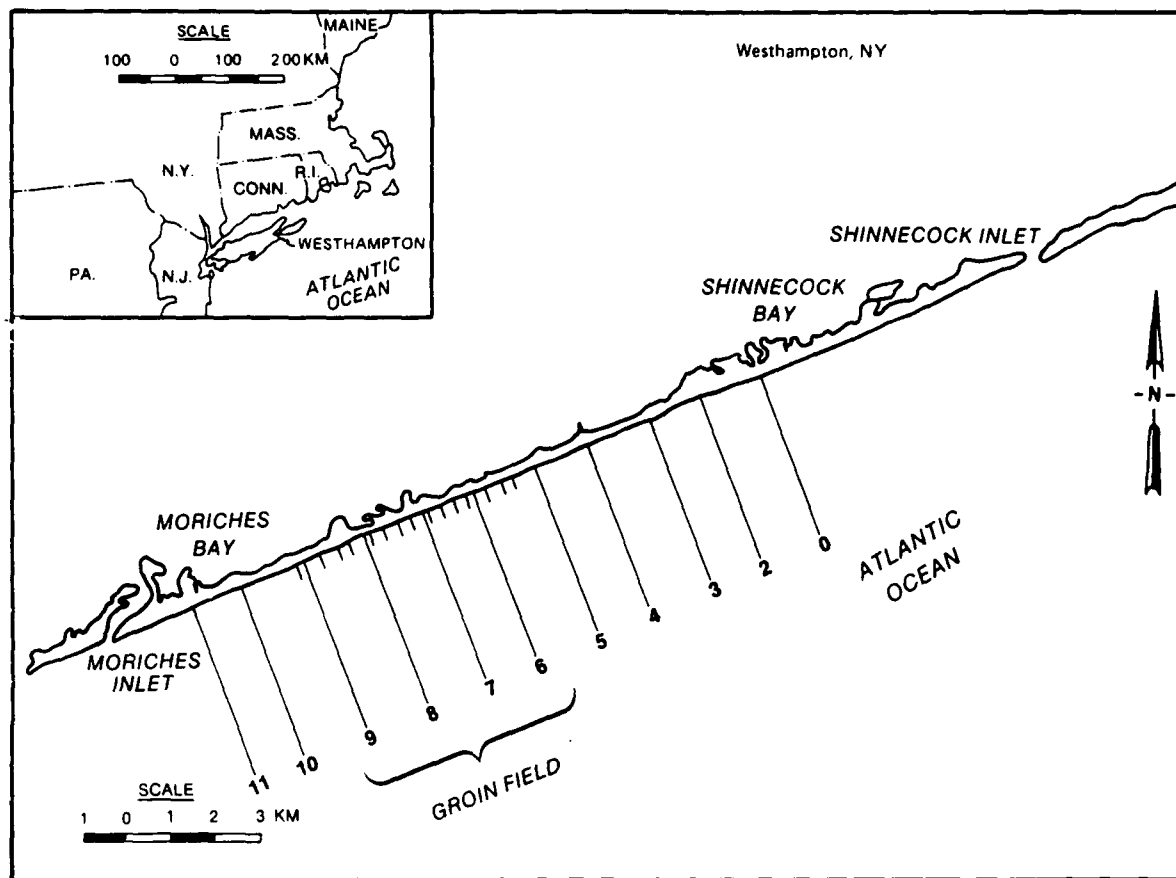 SCALE
100 0 100 200 KM
MAINE
MASS.
N.Y.
CONN.
R.I.
WESTHAMPTON
PA.
N.J.
ATLANTIC
OCEAN
Westhampton, NY
SHINNECOCK INLET
SHINNECOCK
BAY
-N-
MORICHES
BAY
MORICHES
INLET
ATLANTIC
OCEAN
0
2
3
4
5
6
7
8
9
10
11
GROIN FIELD
SCALE
1 0 1 2 3 KM